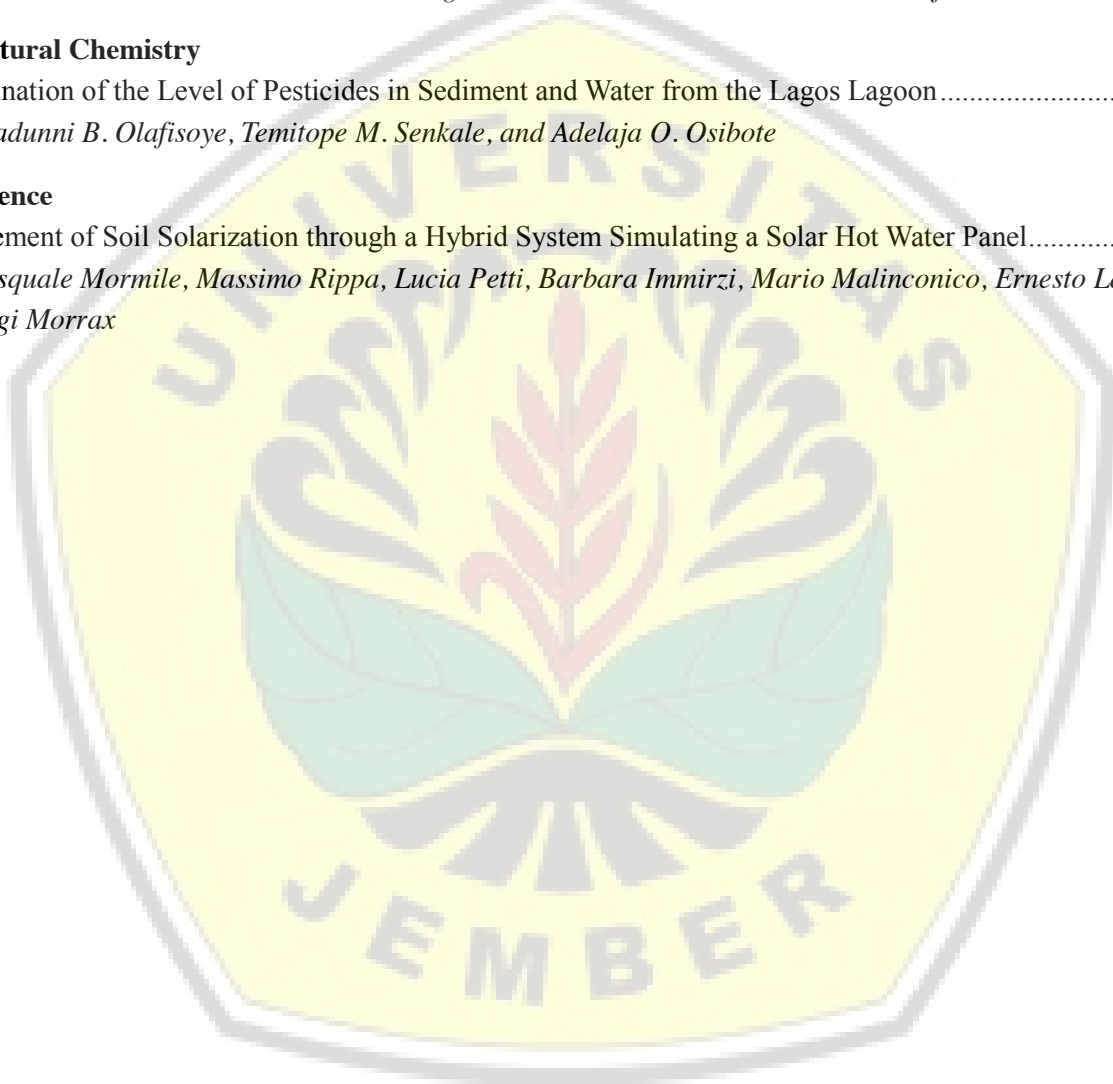 tural Chemistry
ination of the Level of Pesticides in Sediment and Water from the Lagos Lagoon........................
adunni B. Olafisoye, Temitope M. Senkale, and Adelaja O. Osibote
ence
ement of Soil Solarization through a Hybrid System Simulating a Solar Hot Water Panel............
squale Mormile, Massimo Rippa, Lucia Petti, Barbara Immirzi, Mario Malinconico, Ernesto L
gi Morrax
UNIVERSITAS
JEMBER